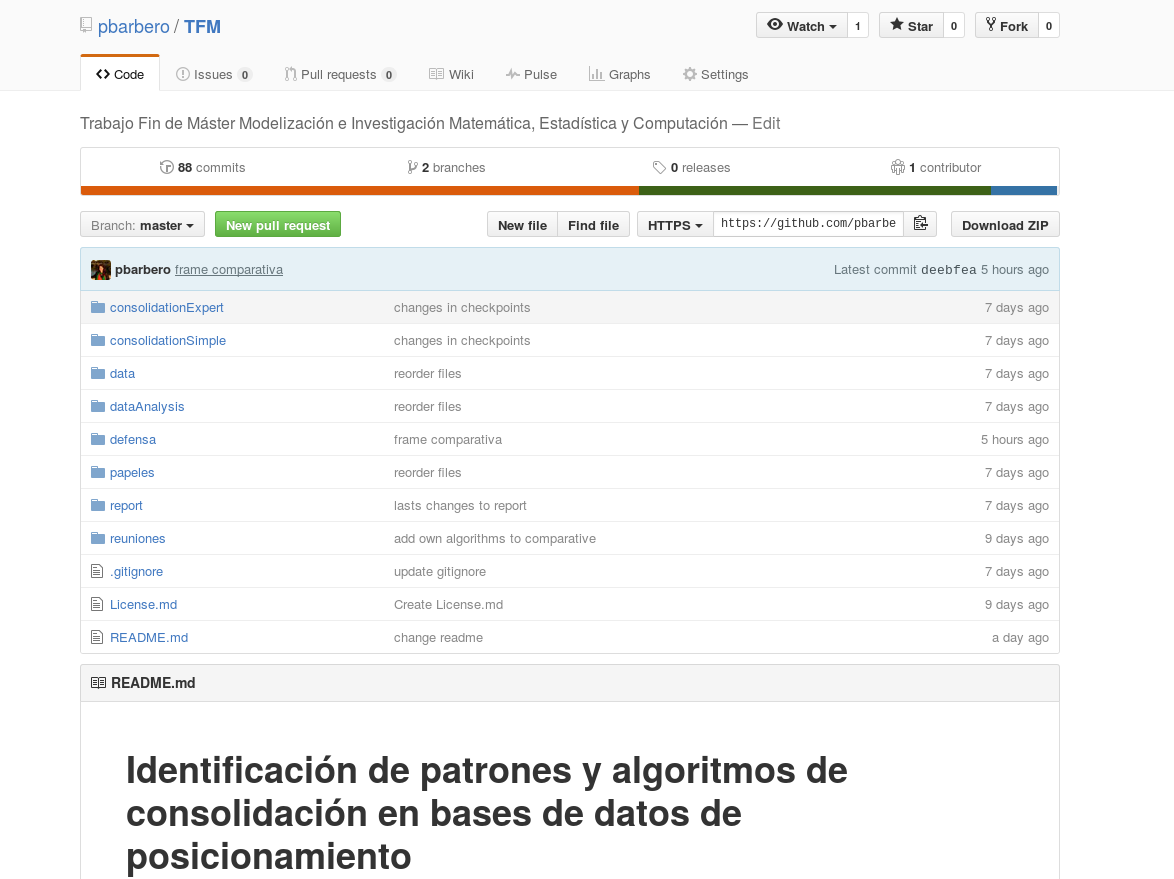 pbarbero / TFM
Watch 1 Star 0 Fork 0
Code Issues 0 Pull requests 0 Wiki Pulse Graphs Settings
Trabajo Fin de Máster Modelización e Investigación Matemática, Estadística y Computación — Edit
88 commits 2 branches 0 releases 1 contributor
Branch: master New pull request New file Find file HTTPS https://github.com/pbarbe Download ZIP
pbarbero frame comparativa Latest commit deebfea 5 hours ago
consolidationExpert changes in checkpoints 7 days ago
consolidationSimple changes in checkpoints 7 days ago
data reorder files 7 days ago
dataAnalysis reorder files 7 days ago
defensa frame comparativa 5 hours ago
papeles reorder files 7 days ago
report lasts changes to report 7 days ago
reuniones add own algorithms to comparative 9 days ago
.gitignore update gitignore 7 days ago
License.md Create License.md 9 days ago
README.md change readme a day ago
README.md
Identificación de patrones y algoritmos de
consolidación en bases de datos de
posicionamiento